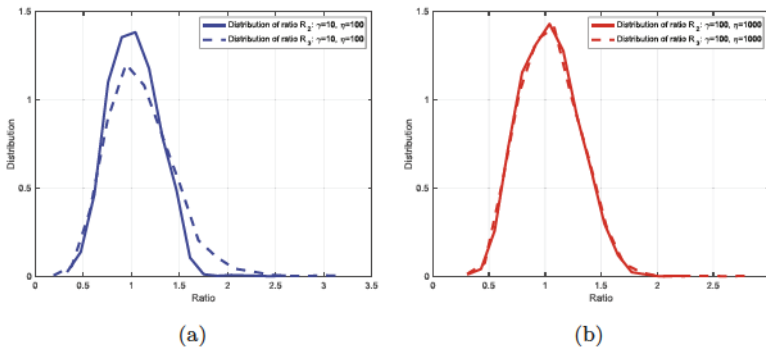 1.5
Distribution of ratio R2: γ=10, η=100
Distribution of ratio R3: γ=10, η=100
1
Distribution
0.5
0
0 0.5 1 1.5 2 2.5 3 3.5
Ratio
(a)
1.5
Distribution of ratio R2: γ=100, η=1000
Distribution of ratio R3: γ=100, η=1000
1
Distribution
0.5
0
0 0.5 1 1.5 2 2.5
Ratio
(b)